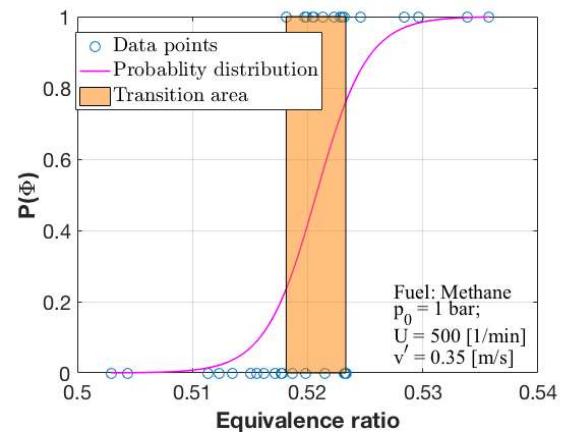 1
0.8
0.6
0.4
0.2
0
P(Φ)
Data points
Probablity distribution
Transition area
Fuel: Methane
p0 = 1 bar;
U = 500 [1/min]
v' = 0.35 [m/s]
0.5 0.51 0.52 0.53 0.54
Equivalence ratio